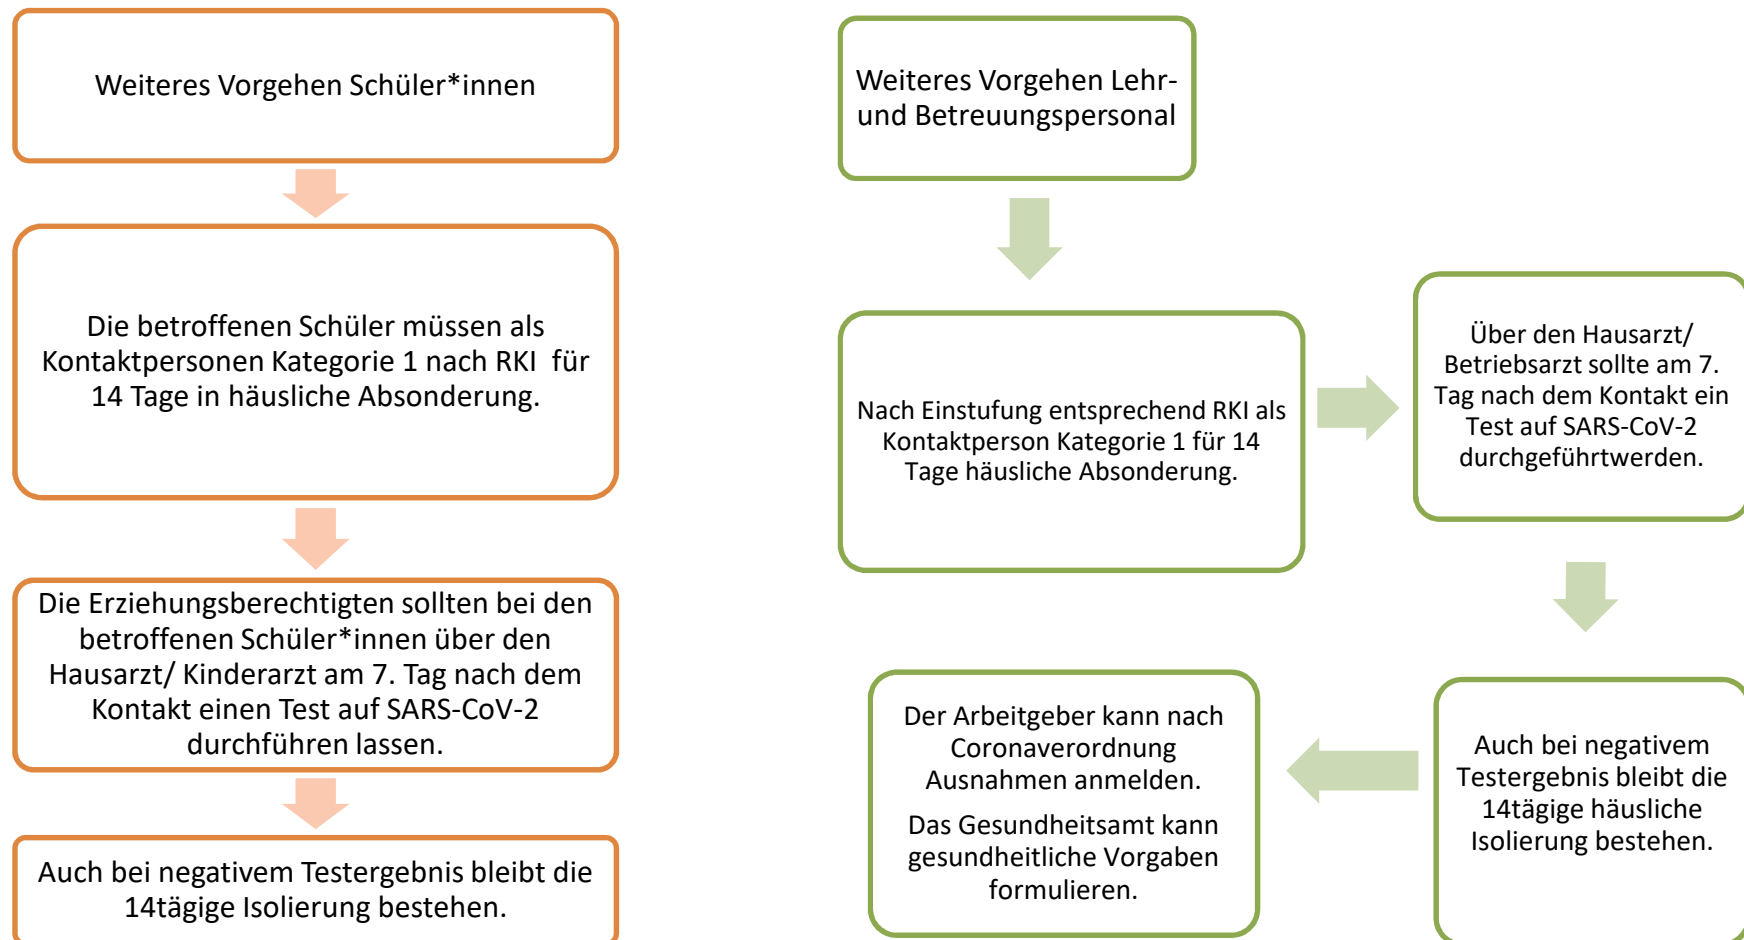 Weiteres Vorgehen Schüler*innen
Die betroffenen Schüler müssen als
Kontaktpersonen Kategorie 1 nach RKI für
14 Tage in häusliche Absonderung.
Die Erziehungsberechtigten sollten bei den
betroffenen Schüler*innen über den
Hausarzt/ Kinderarzt am 7. Tag nach dem
Kontakt einen Test auf SARS-CoV-2
durchführen lassen.
Auch bei negativem Testergebnis bleibt die
14tägige Isolierung bestehen.
Weiteres Vorgehen Lehr-
und Betreuungspersonal
Nach Einstufung entsprechend RKI als
Kontaktperson Kategorie 1 für 14
Tage häusliche Absonderung.
Über den Hausarzt/
Betriebsarzt sollte am 7.
Tag nach dem Kontakt ein
Test auf SARS-CoV-2
durchgeführtwerden.
Auch bei negativem
Testergebnis bleibt die
14tägige häusliche
Isolierung bestehen.
Der Arbeitgeber kann nach
Coronaverordnung
Ausnahmen anmelden.
Das Gesundheitsamt kann
gesundheitliche Vorgaben
formulieren.